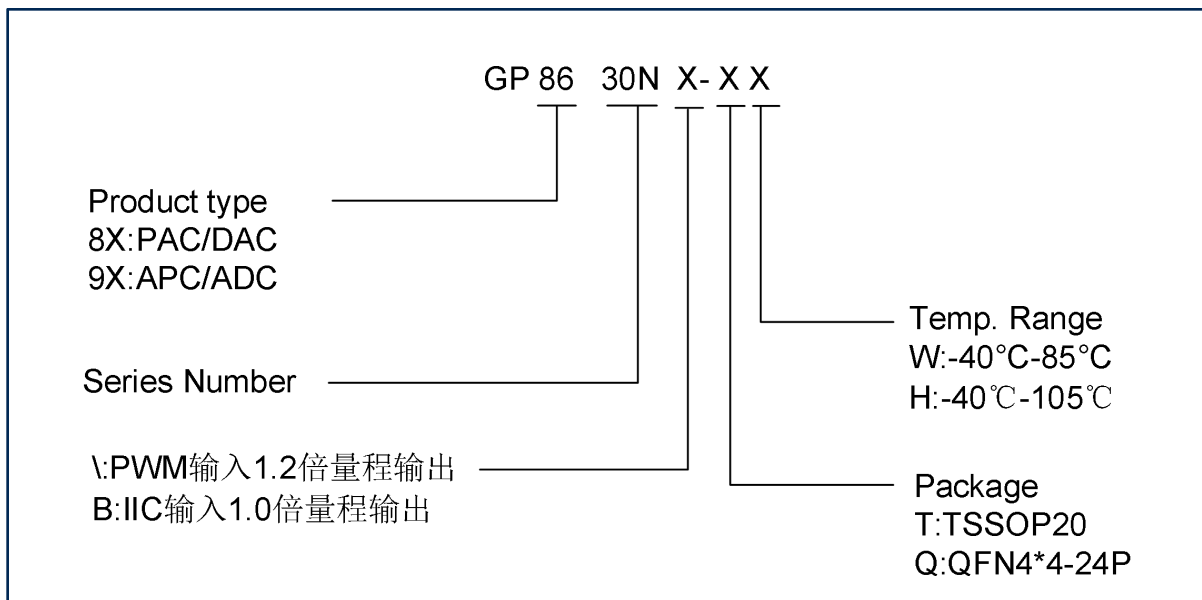 GP 86 30N X- X X
Product type
8X:PAC/DAC
9X:APC/ADC
Series Number
\:PWM输入1.2倍量程输出
B:IIC输入1.0倍量程输出
Temp. Range
W:-40°C-85°C
H:-40℃-105℃
Package
T:TSSOP20
Q:QFN4*4-24P